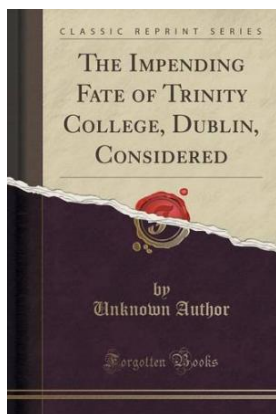 CLASSIC REPRINT SERIES
THE IMPENDING
FATE OF TRINITY
COLLEGE, DUBLIN,
CONSIDERED
by
Unknown Author
Forgotten Books